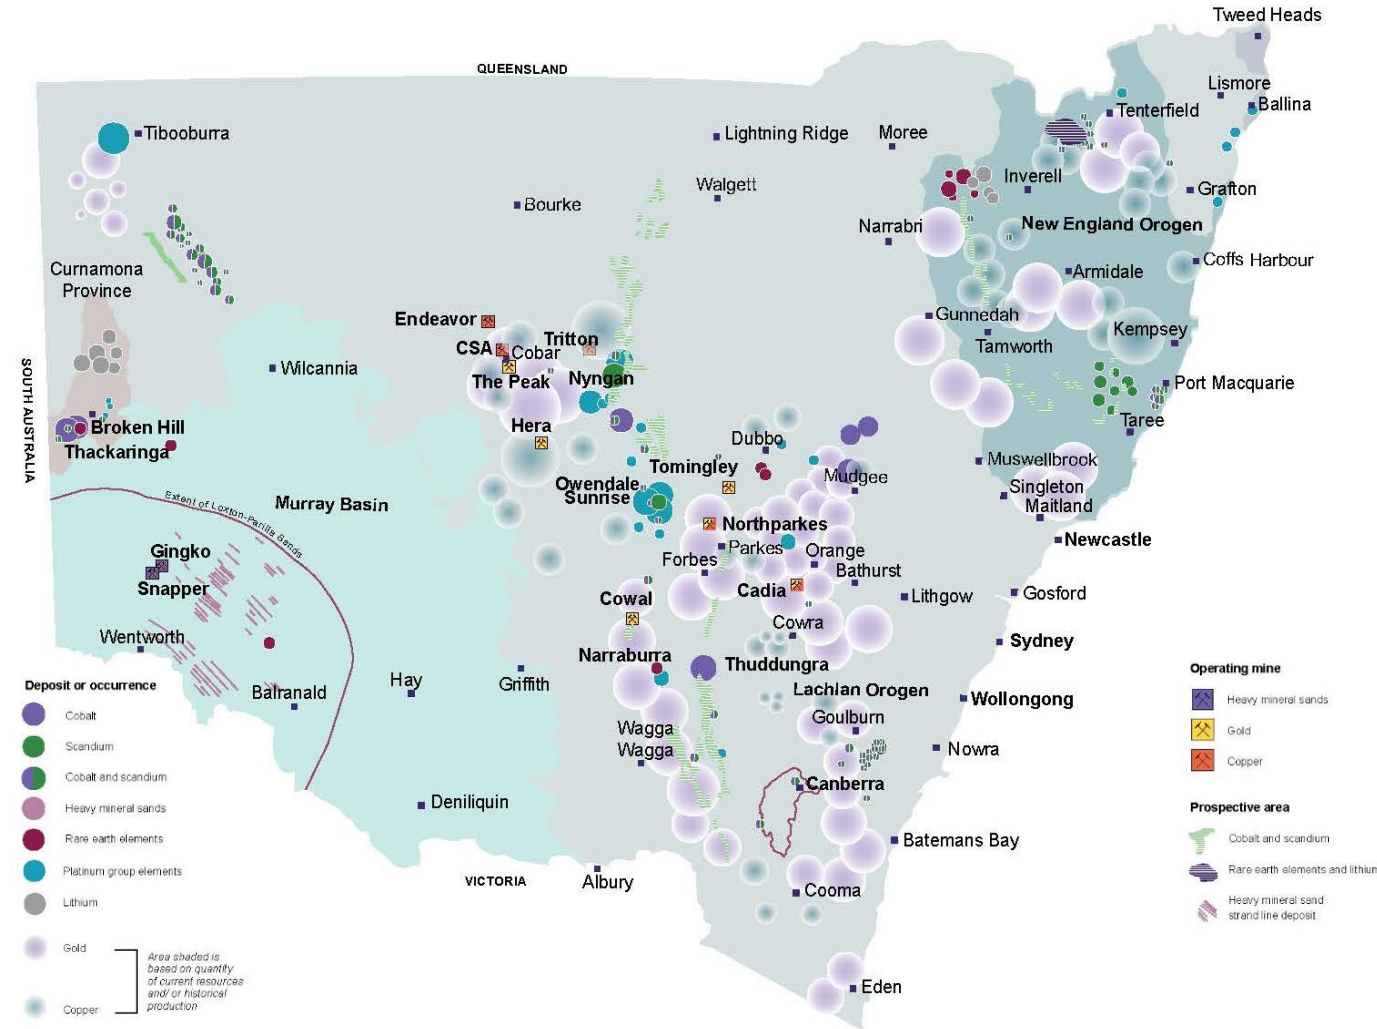 Tweed Heads
QUEENSLAND
Lismore
Ballina
Tenterfield
Tibooburra
Lightning Ridge
Moree
Walgett
Inverell
Grafton
Bourke
Narrabri
New England Orogen
Curnamona
Province
Coffs Harbour
Armidale
Endeavor
Gunnedah
Kempsey
Tritton
CSA
Cobar
Tamworth
SOUTH AUSTRALIA
Wilcannia
The Peak
Nyngan
Port Macquarie
Broken Hill
Hera
Taree
Thackaringa
Dubbo
Muswellbrook
Tomingley
Mudgee
Owendale
Sunrise
Singleton
Maitland
Extent of Loxton-Parilla Sands
Murray Basin
Northparkes
Newcastle
Gingko
Parkes
Orange
Forbes
Bathurst
Snapper
Cadia
Gosford
Cowal
Lithgow
Cowra
Wentworth
Sydney
Narraburra
Thuddungra
Hay
Griffith
Balranald
Lachlan Orogen
Wollongong
Goulburn
Wagga
Wagga
Nowra
Canberra
Deniliquin
Batemans Bay
VICTORIA
Albury
Cooma
Eden
Deposit or occurrence
Cobalt
Scandium
Cobalt and scandium
Heavy mineral sands
Rare earth elements
Platinum group elements
Lithium
Gold
Copper
Area shaded is
based on quantity
of current resources
and/ or historical
production
Operating mine
Heavy mineral sands
Gold
Copper
Prospective area
Cobalt and scandium
Rare earth elements and lithium
Heavy mineral sand
strand line deposit